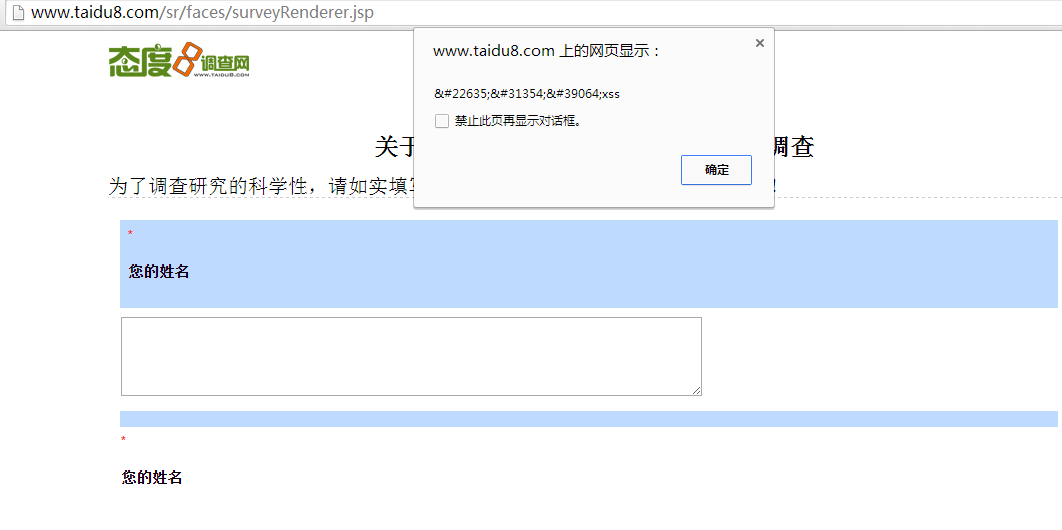 www.taidu8.com/sr/faces/surveyRenderer.jsp
态度8调查网
WWW.TAIDU8.COM
www.taidu8.com 上的网页显示：
&#22635;&#31354;&#39064;xss
禁止此页再显示对话框。
确定
关于
调查
为了调查研究的科学性，请如实填写
*
您的姓名
*
您的姓名